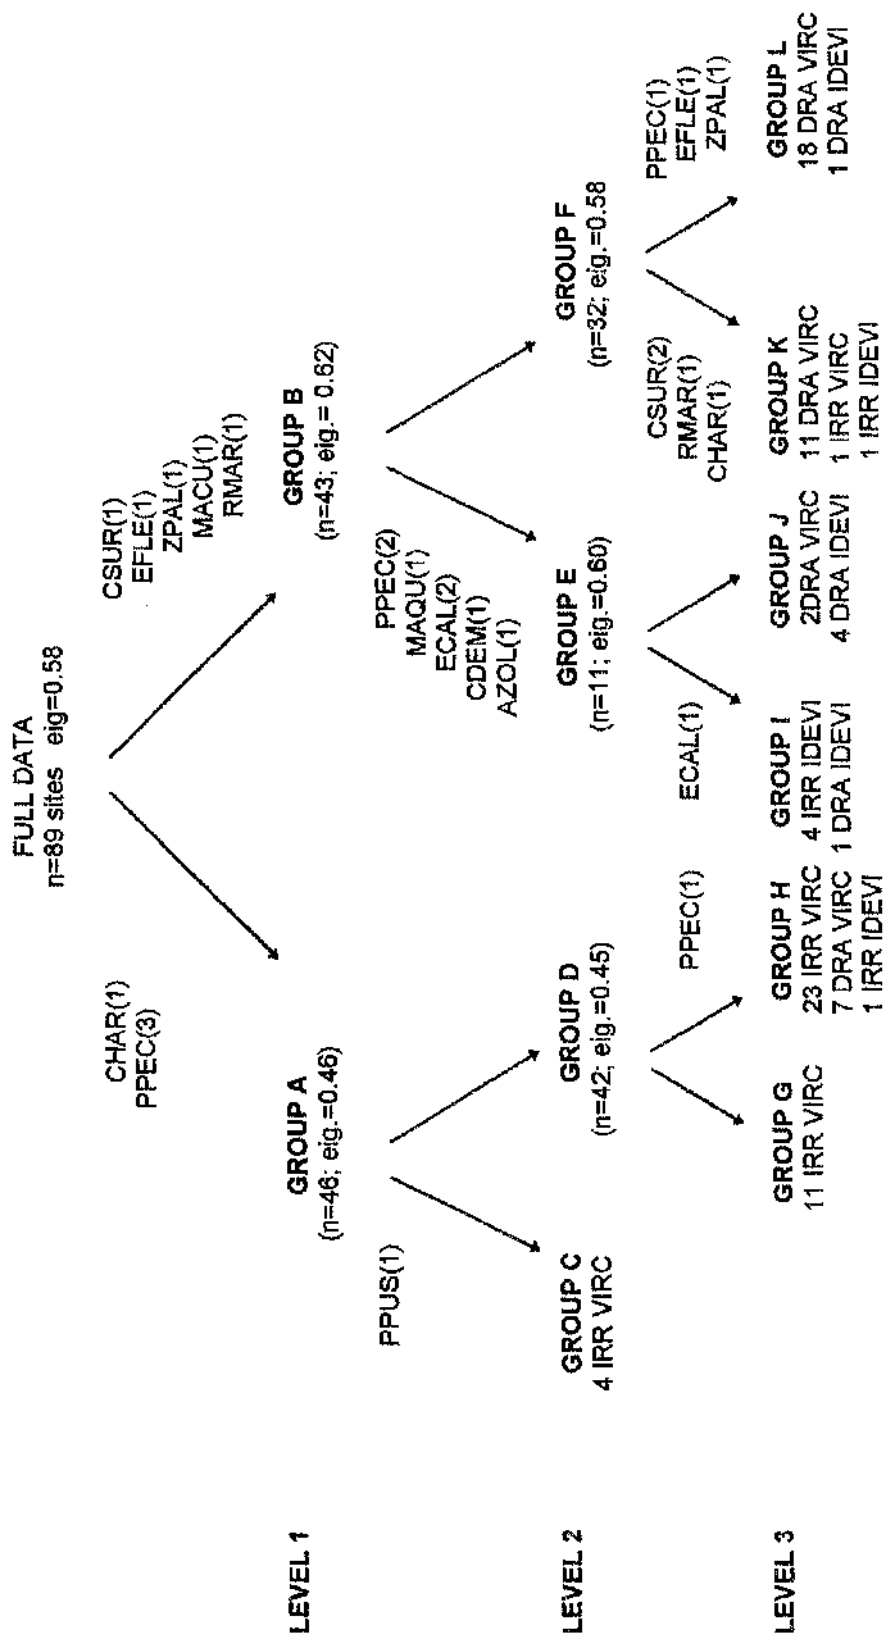 FULL DATA
n=89 sites eig=0.58
CHAR(1)
PPEC(3)
CSUR(1)
EFLE(1)
ZPAL(1)
MACU(1)
RMAR(1)
LEVEL 1
GROUP A
(n=46; eig.=0.46)
GROUP B
(n=43; eig.= 0.62)
PPUS(1)
PPEC(2)
MAQU(1)
ECAL(2)
CDEM(1)
AZOL(1)
LEVEL 2
GROUP C
4 IRR VIRC
GROUP D
(n=42; eig.=0.45)
GROUP E
(n=11; eig.=0.60)
GROUP F
(n=32; eig.=0.58
PPEC(1)
ECAL(1)
CSUR(2)
RMAR(1)
CHAR(1)
PPEC(1)
EFLE(1)
ZPAL(1)
LEVEL 3
GROUP G
11 IRR VIRC
GROUP H
23 IRR VIRC
7 DRA VIRC
1 IRR IDEVI
GROUP I
4 IRR IDEVI
1 DRA IDEVI
GROUP J
2DRA VIRC
4 DRA IDEVI
GROUP K
11 DRA VIRC
1 IRR VIRC
1 IRR IDEVI
GROUP L
18 DRA VIRC
1 DRA IDEVI